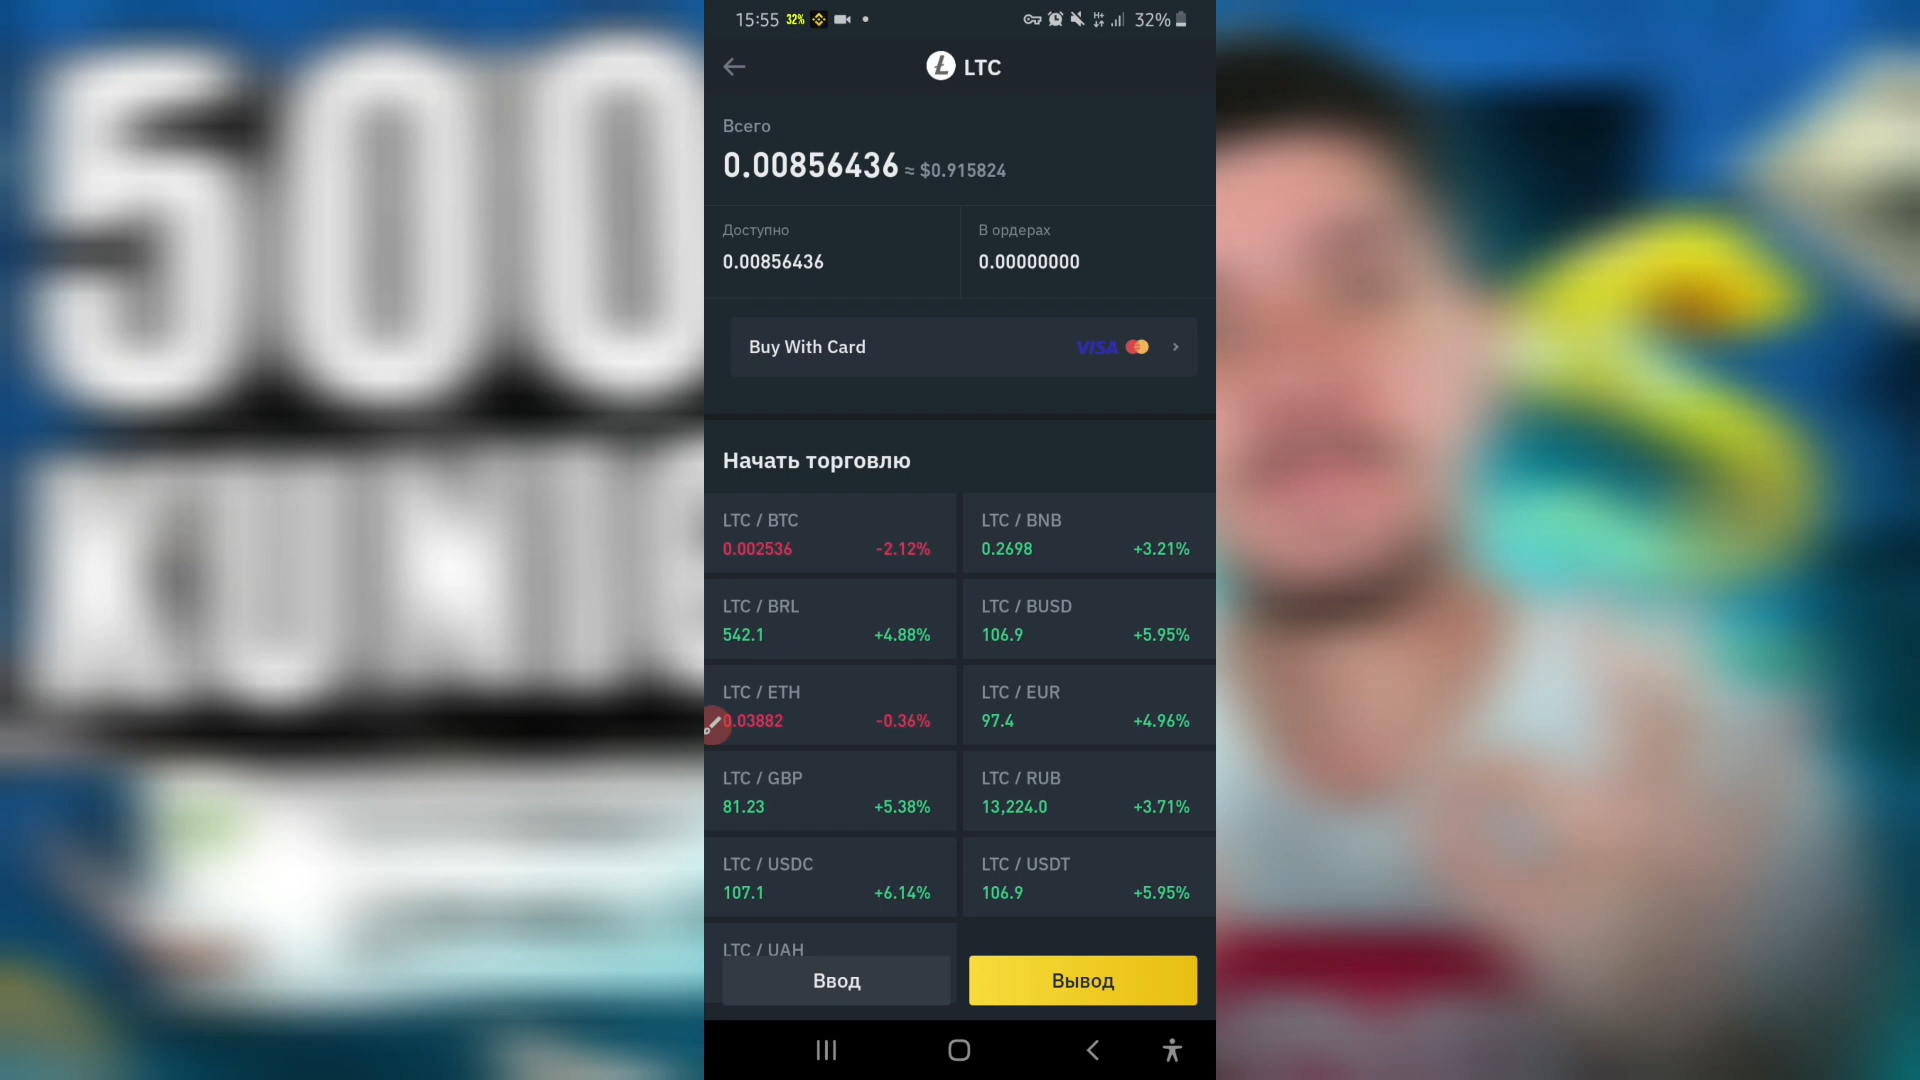 500
15:55 32% 32%
LTC
Всего
0.00856436 ≈ $0.915824
Доступно
В ордерах
0.00856436
0.00000000
Buy With Card VISA
Начать торговлю
LTC / BTC
0.002536 -2.12%
LTC / BNB
0.2698 +3.21%
LTC / BRL
542.1 +4.88%
LTC / BUSD
106.9 +5.95%
LTC / ETH
0.03882 -0.36%
LTC / EUR
97.4 +4.96%
LTC / GBP
81.23 +5.38%
LTC / RUB
13,224.0 +3.71%
LTC / USDC
107.1 +6.14%
LTC / USDT
106.9 +5.95%
LTC / UAH
Ввод
Вывод